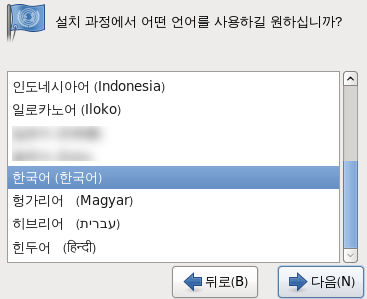 설치 과정에서 어떤 언어를 사용하길 원하십니까?
인도네시아어 (Indonesia)
일로카노어 (Iloko)
한국어 (한국어)
헝가리어 (Magyar)
히브리어 (עברית)
힌두어 (हिन्दी)
뒤로(B)
다음(N)